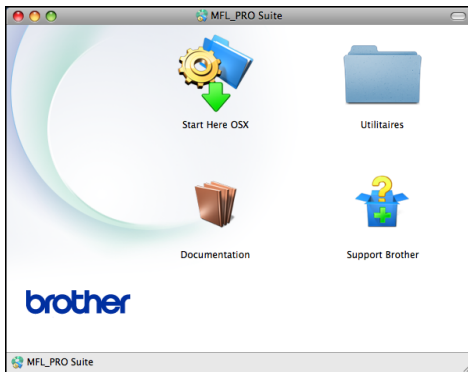 MFL_PRO Suite
Start Here OSX
Utilitaires
Documentation
Support Brother
brother
MFL_PRO Suite